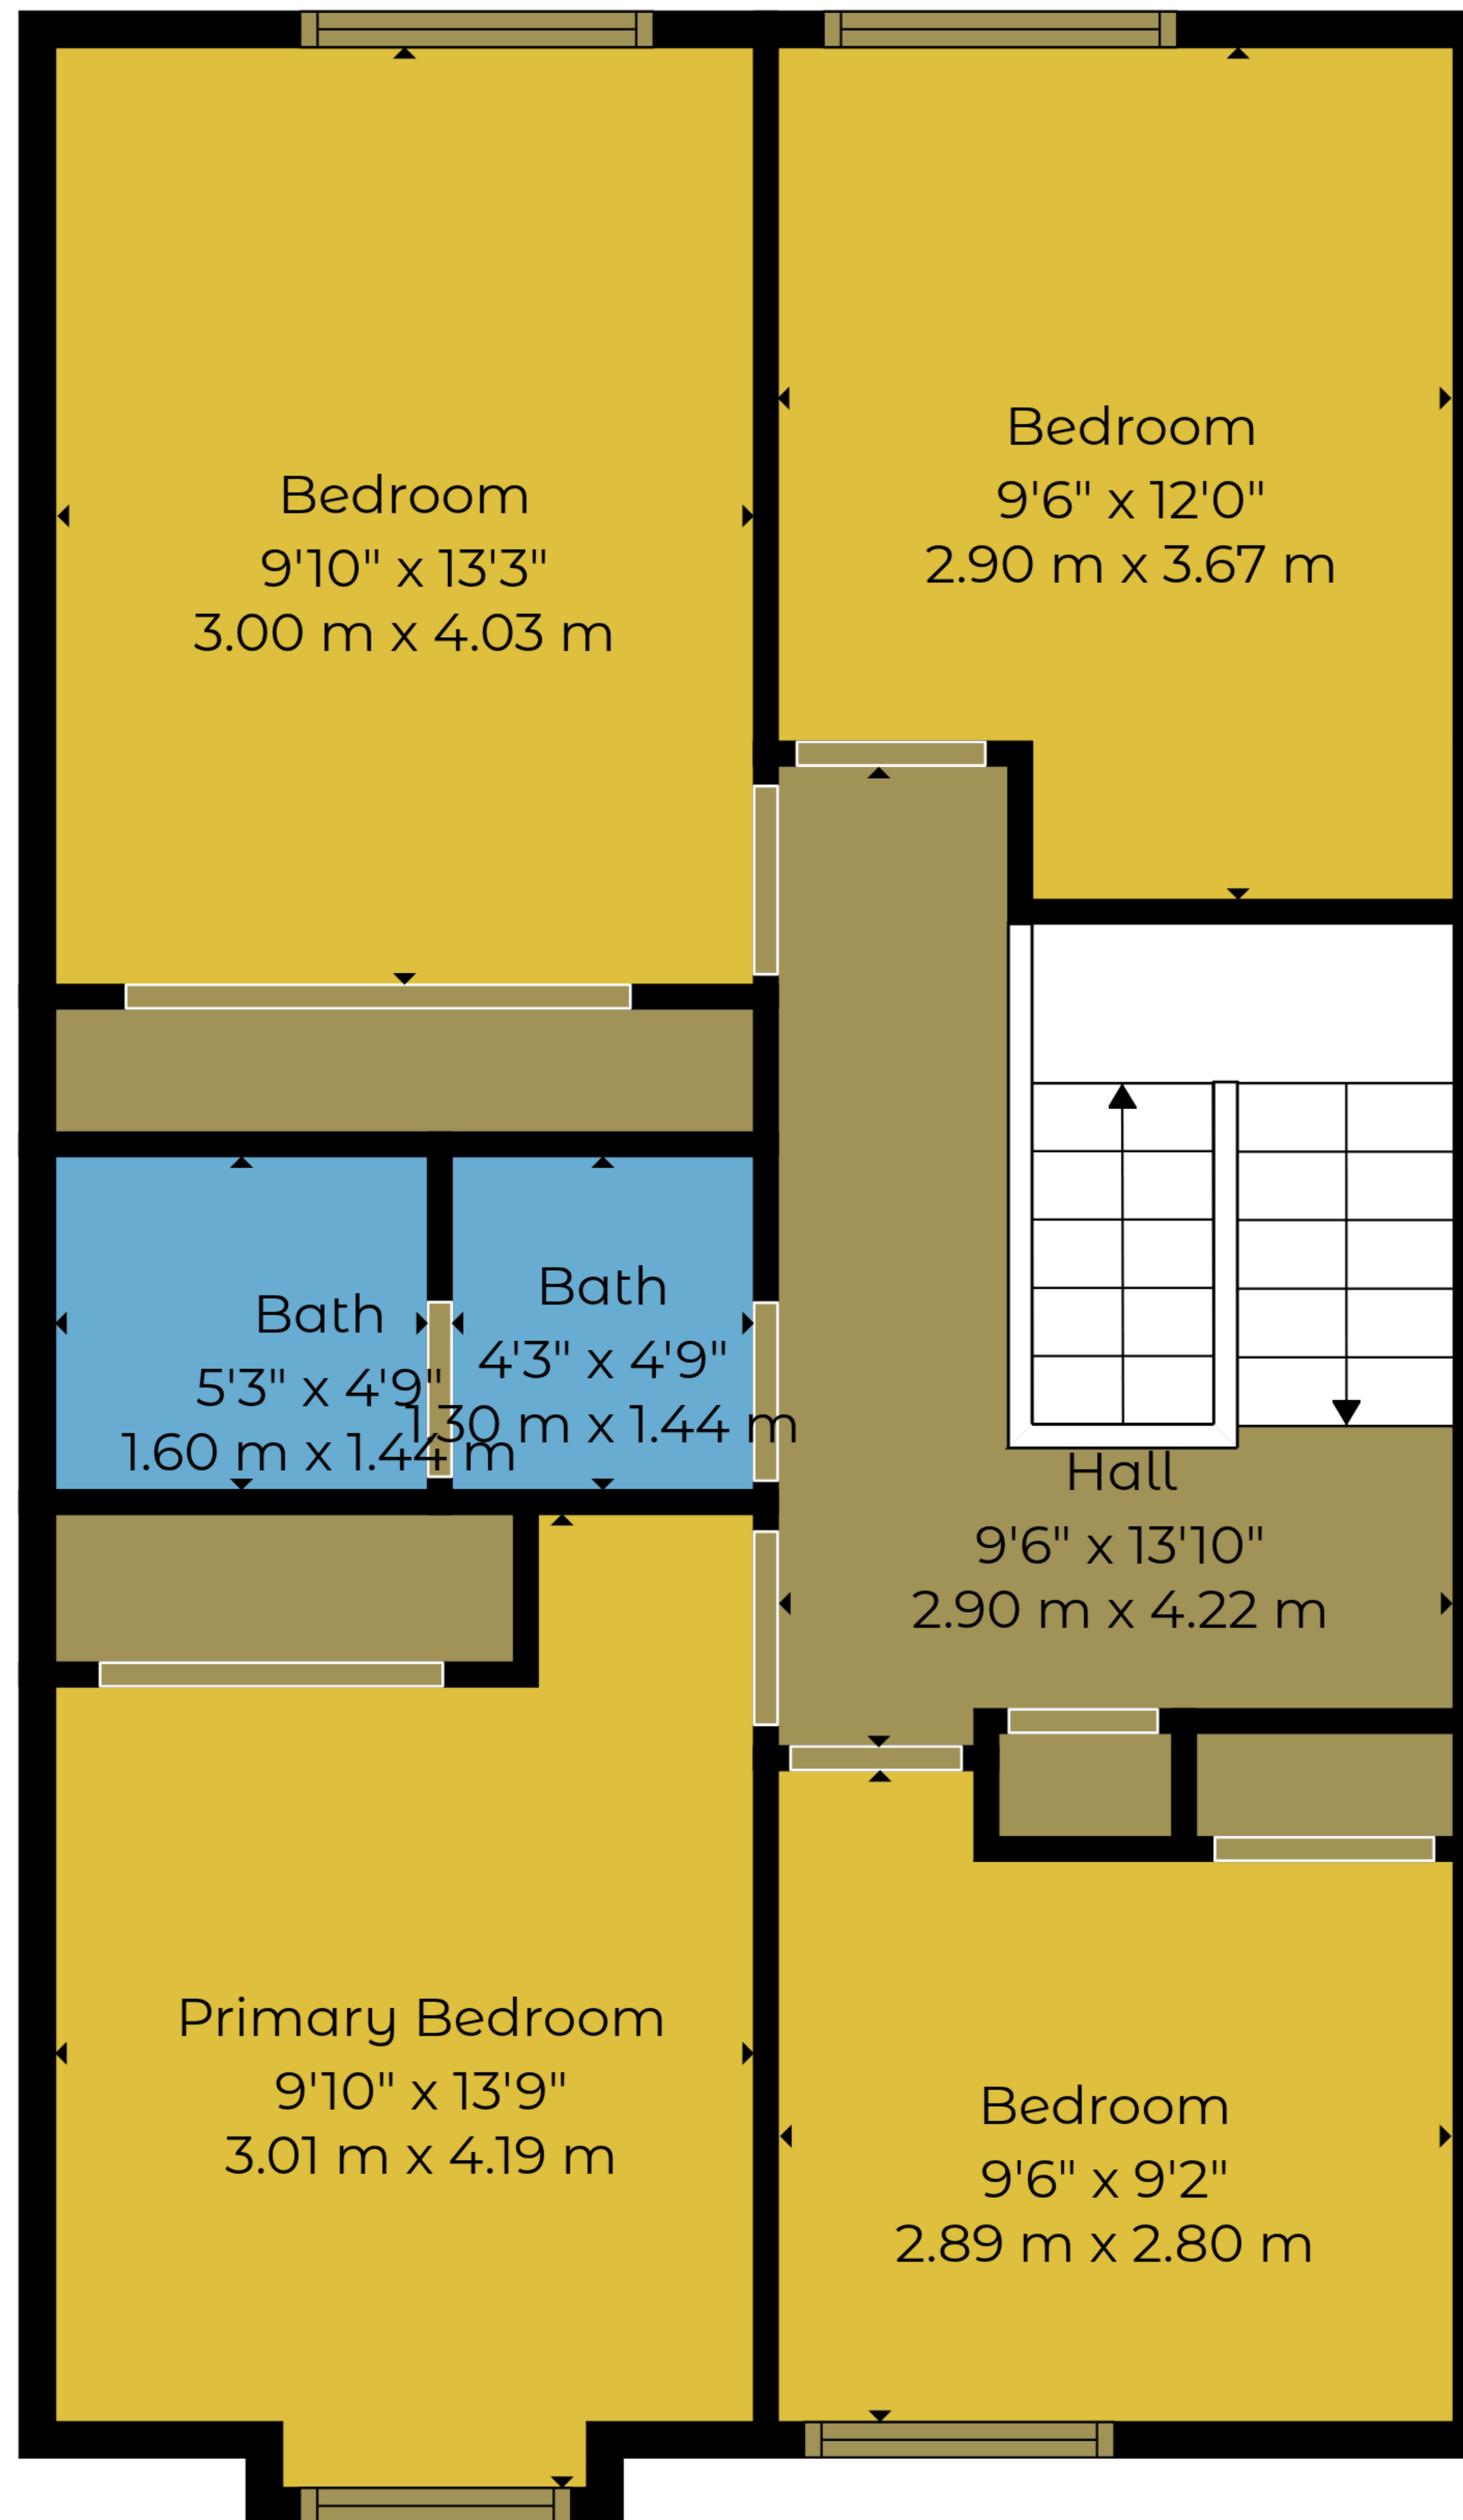 Bedroom
9'6" x 12'0"
2.90 m x 3.67 m
Bedroom
9'10" x 13'3"
3.00 m x 4.03 m
Bath
4'3" x 4'9"
1.30 m x 1.44 m
Bath
5'3" x 4'9"
1.60 m x 1.44 m
Hall
9'6" x 13'10"
2.90 m x 4.22 m
Primary Bedroom
9'10" x 13'9"
3.01 m x 4.19 m
Bedroom
9'6" x 9'2"
2.89 m x 2.80 m